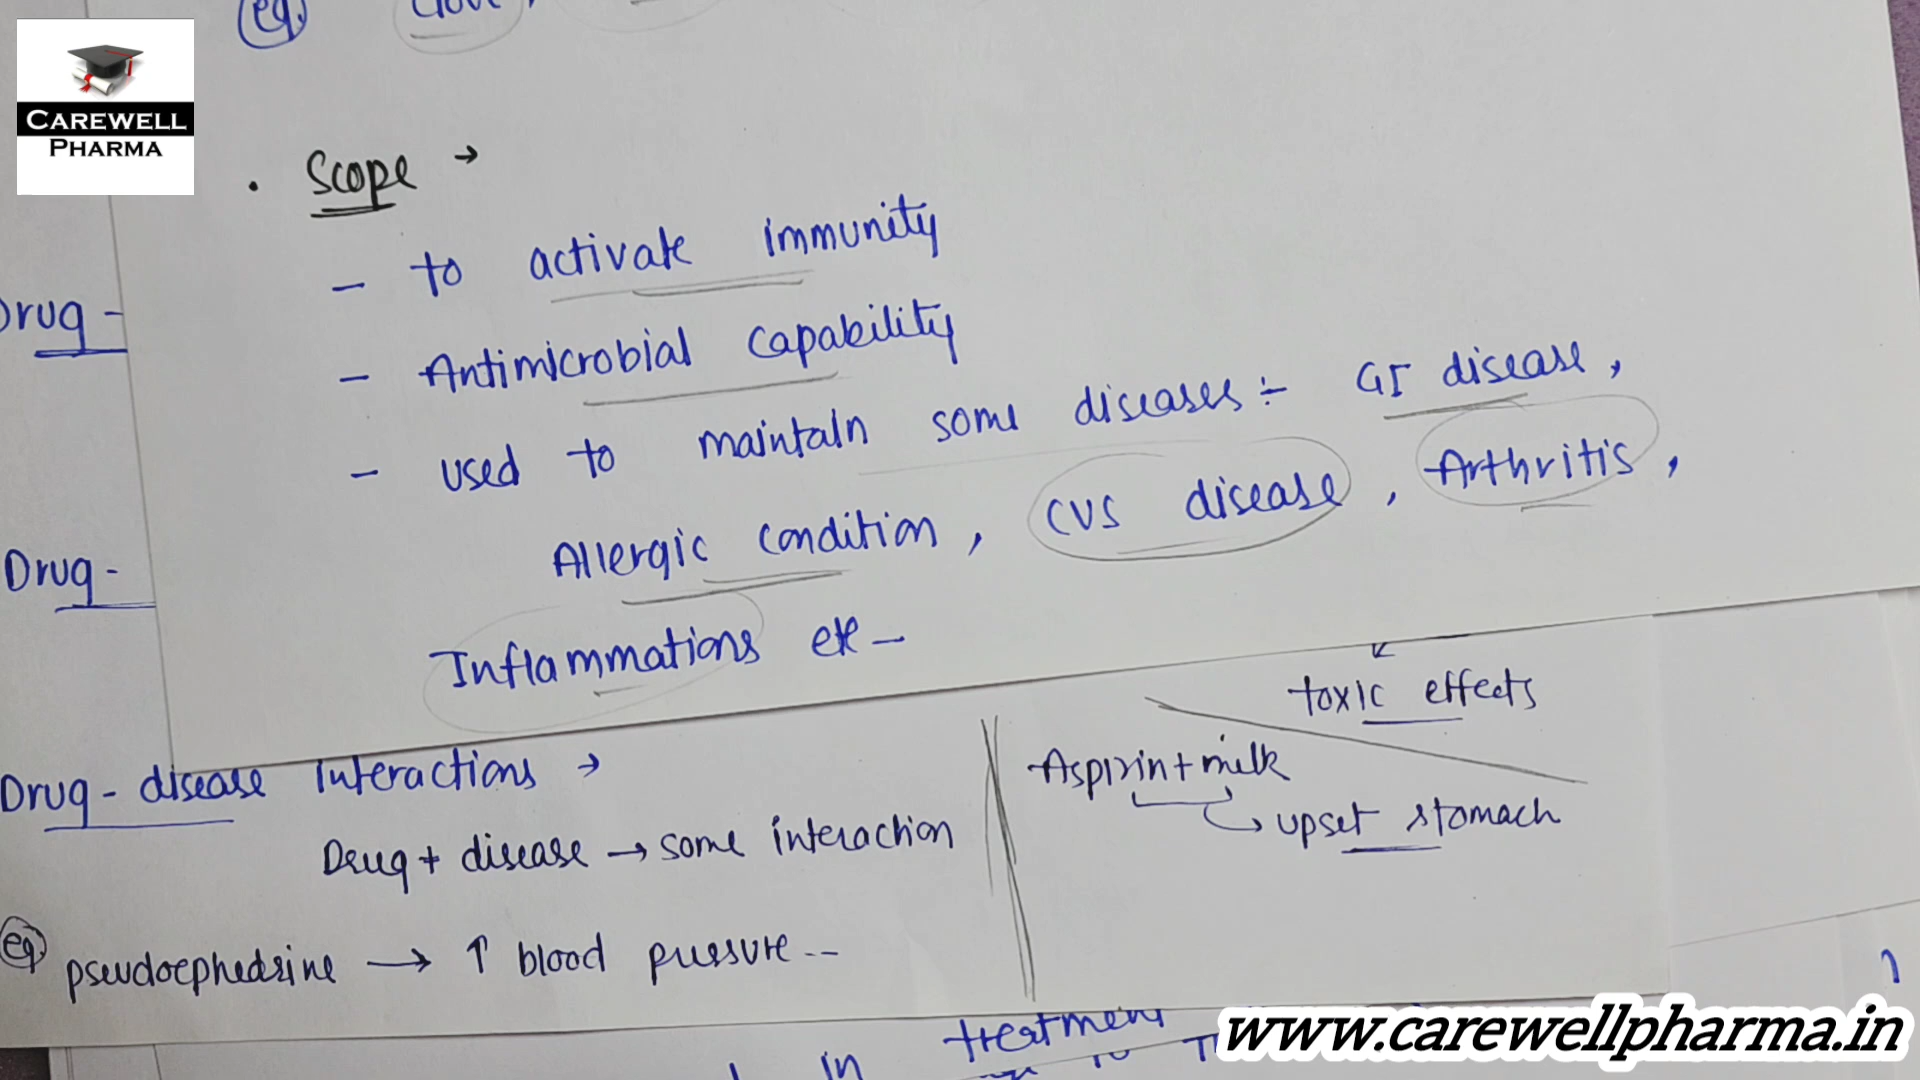 eg.
CAREWELL
PHARMA
. Scope →
- to activate immunity
- Antimicrobial capability
- used to maintain some diseases :- GI disease,
Allergic condition, CVS disease, Arthritis,
Inflammations etc -
Drug -
Drug -
toxic effects
Drug - disease Interactions →
Drug + disease → some interaction
eg pseudoephedrine → ↑ blood pressure --
Aspirin + milk
↳ upset stomach
in treatment
www.carewellpharma.in